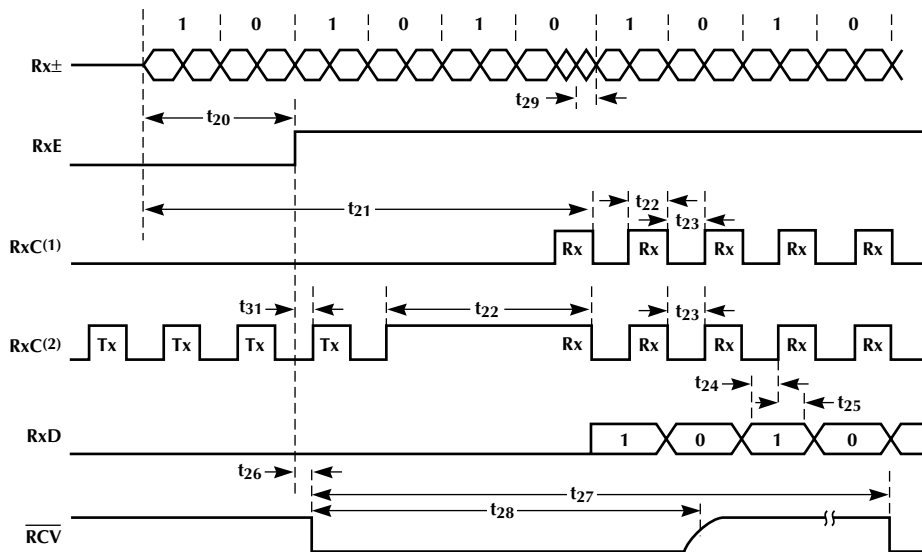 1 0 1 0 1 0 1 0 1 0
Rx±
t29
t20
RxE
t21
t22
t23
RxC(1)
Rx Rx Rx Rx Rx
t31
t22
t23
RxC(2)
Tx Tx Tx Tx Rx Rx Rx Rx Rx
t24
t25
RxD
1 0 1 0
t26
t27
t28
RCV